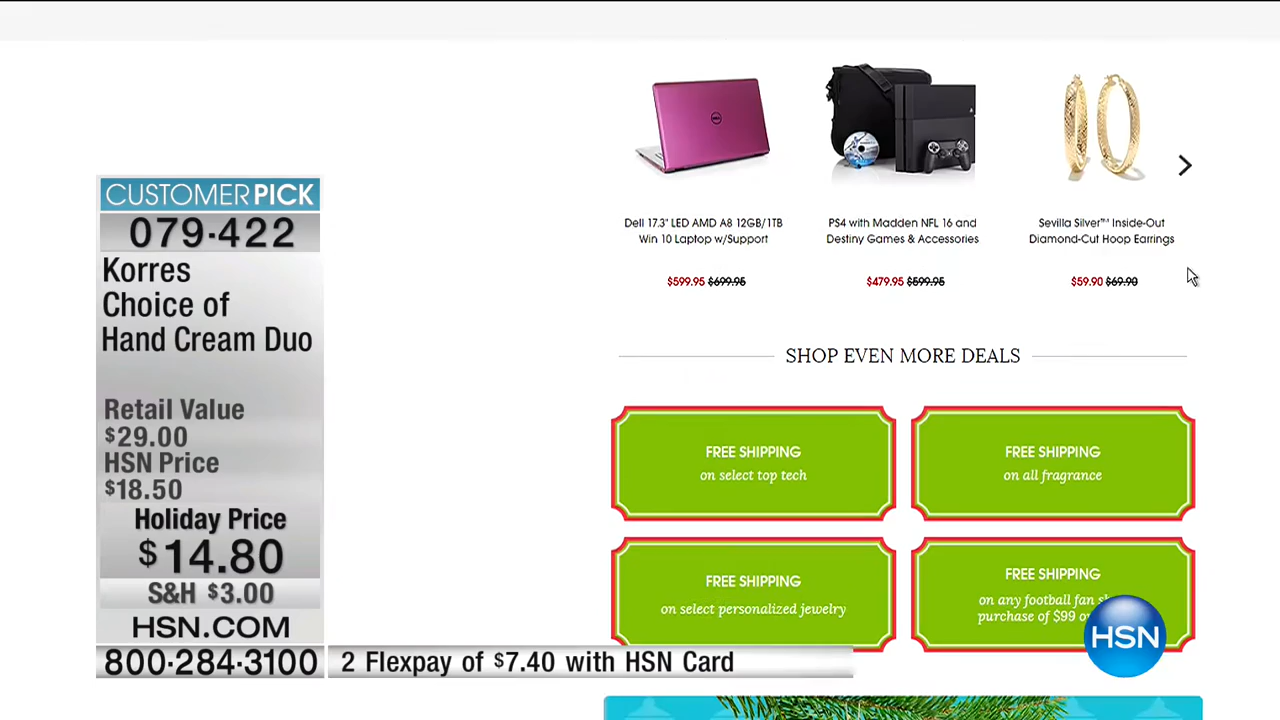 CUSTOMER PICK
079·422
Korres
Choice of
Hand Cream Duo
Retail Value
$29.00
HSN Price
$18.50
Holiday Price
$14.80
S&H $3.00
HSN.COM
800·284·3100
2 Flexpay of $7.40 with HSN Card
Dell 17.3" LED AMD A8 12GB/1TB
Win 10 Laptop w/Support
$599.95 $699.95
PS4 with Madden NFL 16 and
Destiny Games & Accessories
$479.95 $599.95
Sevilla Silver™ Inside-Out
Diamond-Cut Hoop Earrings
$59.90 $69.90
SHOP EVEN MORE DEALS
FREE SHIPPING
on select top tech
FREE SHIPPING
on all fragrance
FREE SHIPPING
on select personalized jewelry
FREE SHIPPING
on any football fan
purchase of $99
HSN